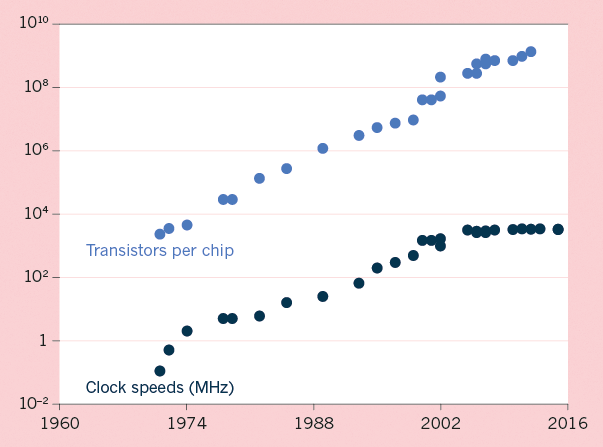 10¹⁰
10⁸
10⁶
10⁴
Transistors per chip
10²
1
Clock speeds (MHz)
10⁻²
1960 1974 1988 2002 2016